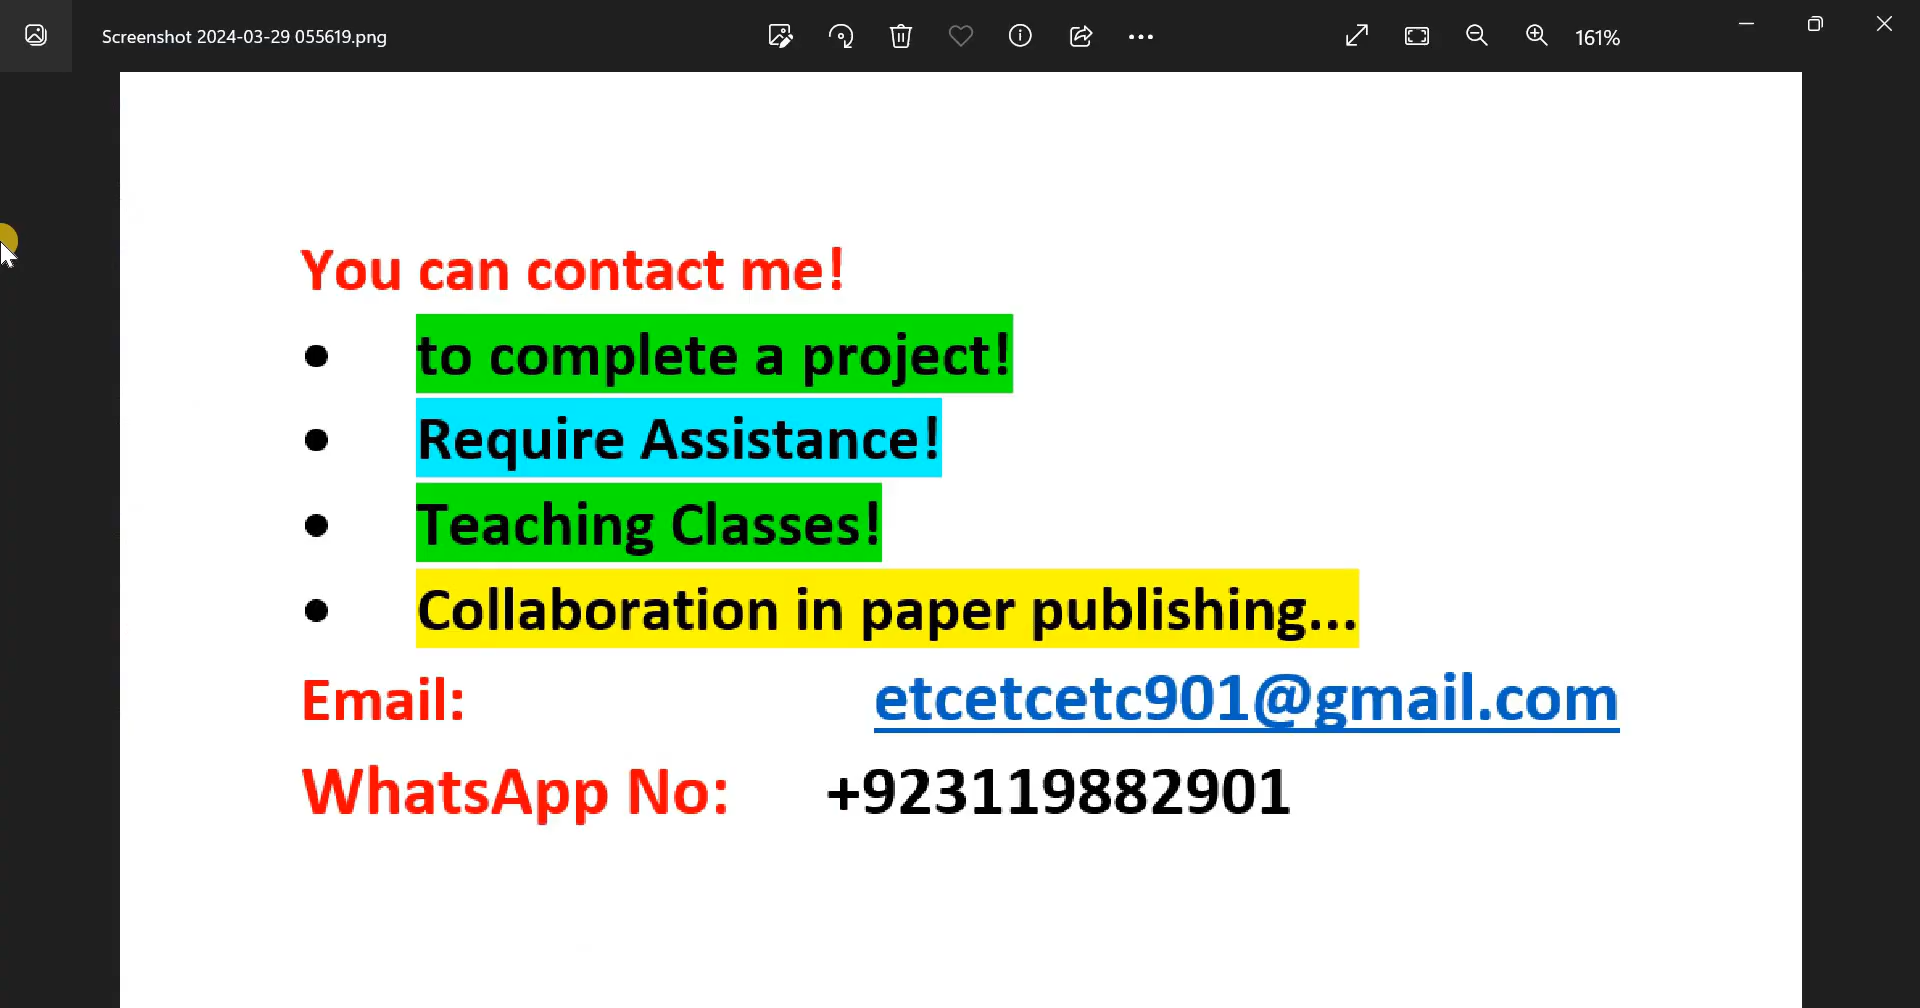 Screenshot 2024-03-29 055619.png
161%
You can contact me!
• to complete a project!
• Require Assistance!
• Teaching Classes!
• Collaboration in paper publishing...
Email: etcetcetc901@gmail.com
WhatsApp No: +923119882901